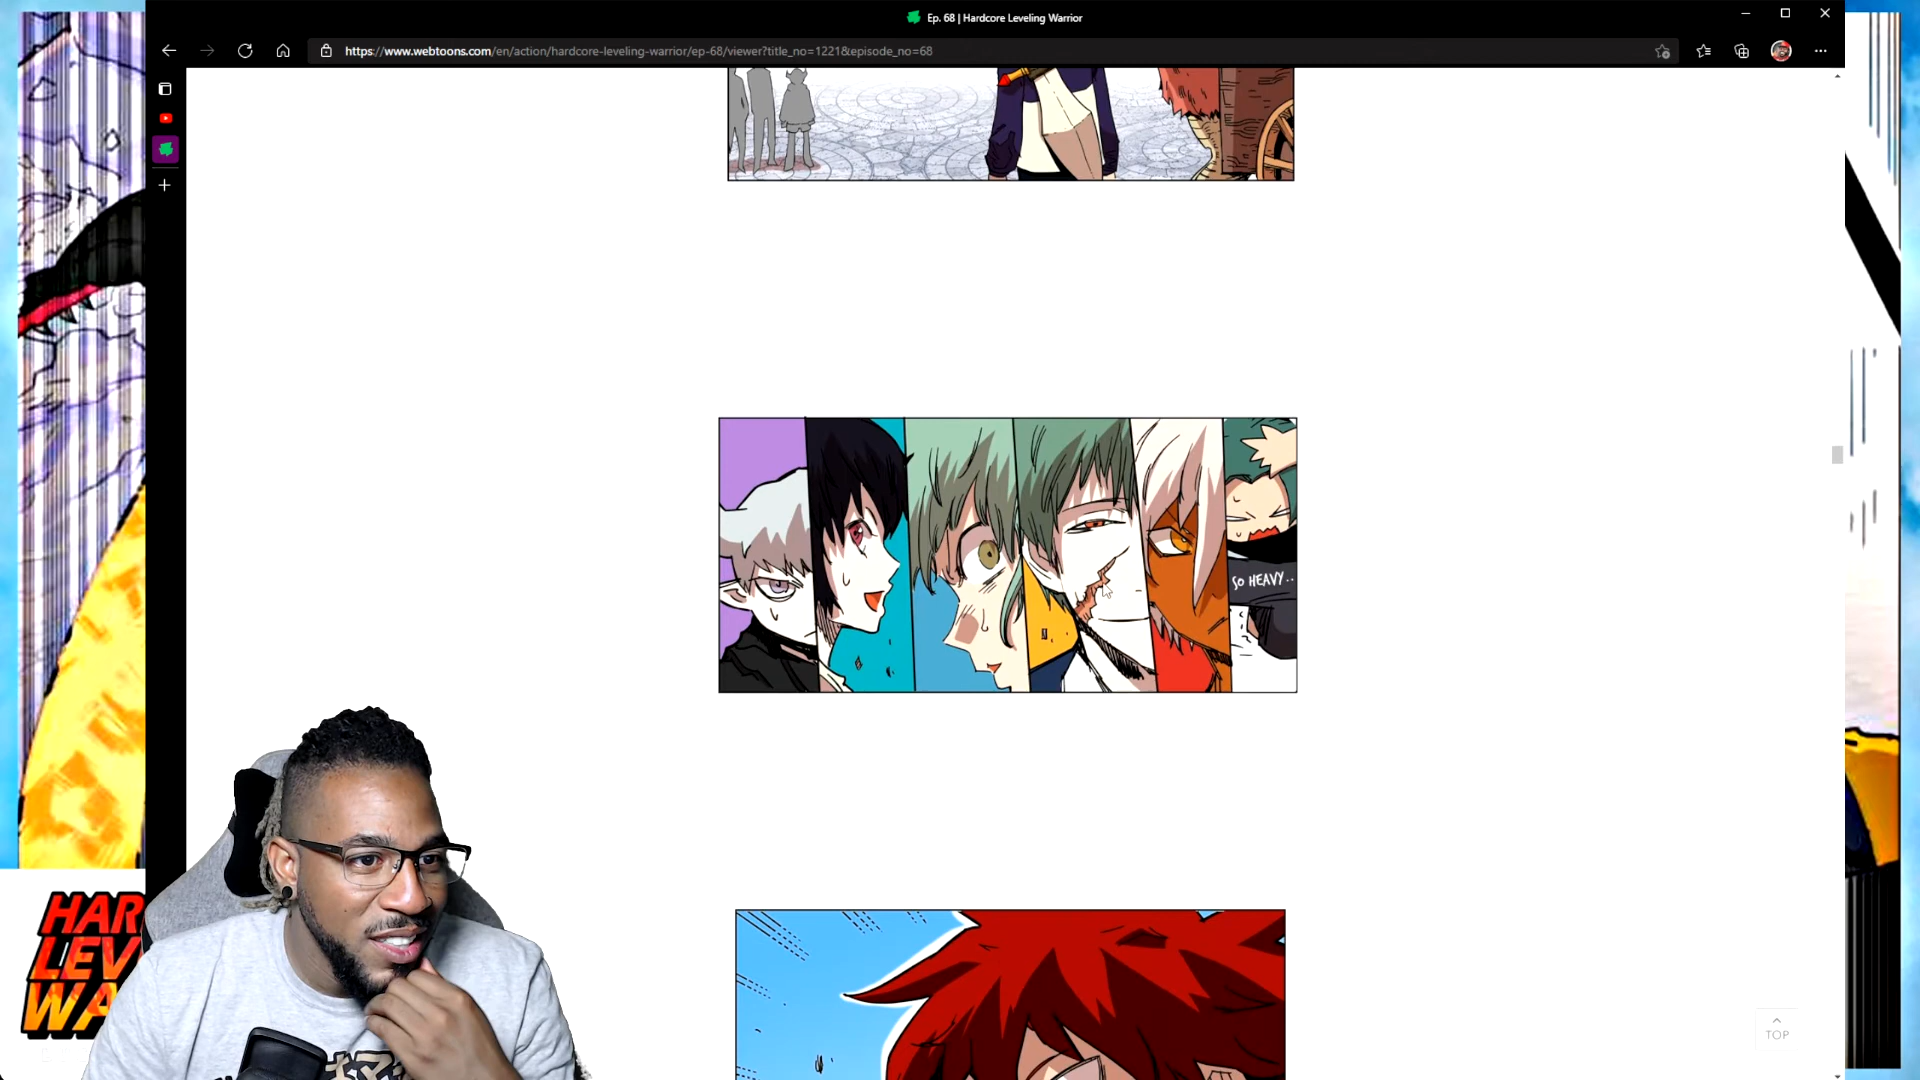 Ep. 68 | Hardcore Leveling Warrior
https://www.webtoons.com/en/action/hardcore-leveling-warrior/ep-68/viewer?title_no=1221&episode_no=68
SO HEAVY..
HAR
LEV
WA
TOP